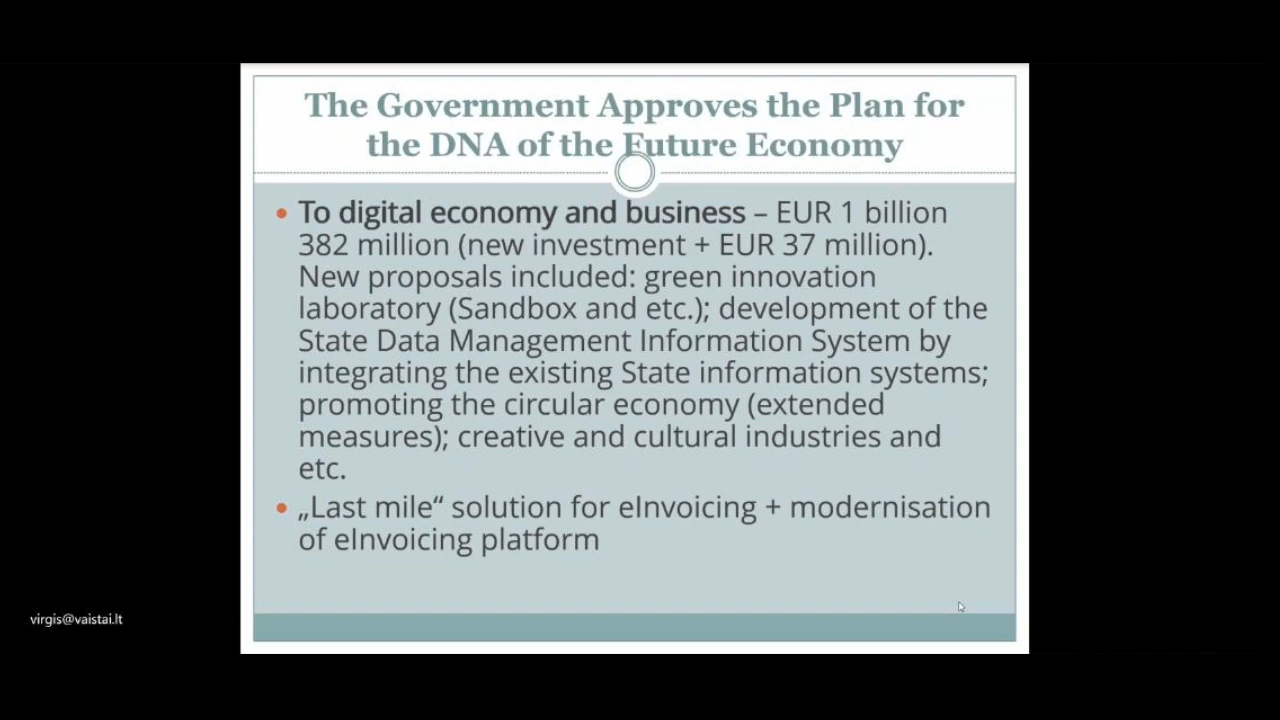 The Government Approves the Plan for
the DNA of the Future Economy
• To digital economy and business – EUR 1 billion
382 million (new investment + EUR 37 million).
New proposals included: green innovation
laboratory (Sandbox and etc.); development of the
State Data Management Information System by
integrating the existing State information systems;
promoting the circular economy (extended
measures); creative and cultural industries and
etc.
• „Last mile“ solution for eInvoicing + modernisation
of eInvoicing platform
virgis@vaistai.lt